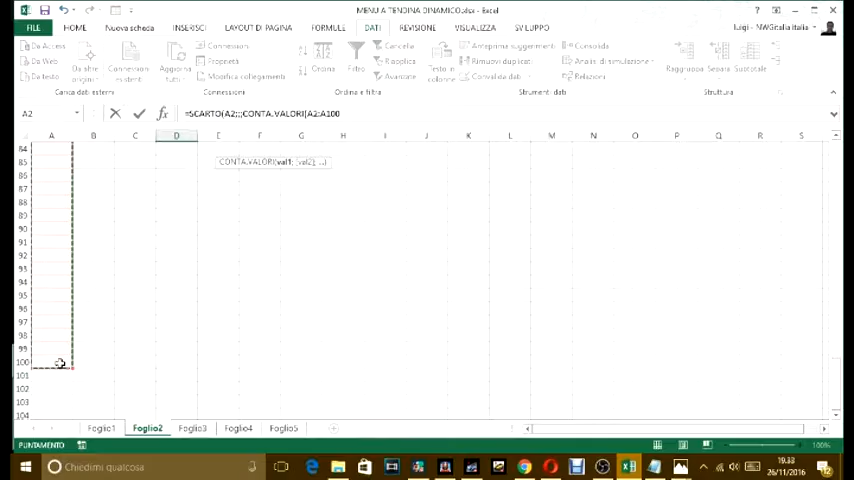 MENU A TENDINA DINAMICO.xlsx - Excel
FILE HOME Nuova scheda INSERISCI LAYOUT DI PAGINA FORMULE DATI REVISIONE VISUALIZZA SVILUPPO luigi - NWGitalia italia
Da Access
Da Web
Da testo
Da altre origini
Connessioni esistenti
Aggiorna tutti
Connessioni
Proprietà
Modifica collegamenti
Ordina
Filtro
Cancella
Riapplica
Avanzate
Testo in colonne
Anteprima suggerimenti
Rimuovi duplicati
Convalida dati
Consolida
Analisi di simulazione
Relazioni
Raggruppa Separa Subtotale
Carica dati esterni Connessioni Ordina e filtra Strumenti dati Struttura
A2 fx =SCARTO(A2;;;CONTA.VALORI(A2:A100
A B C D E F G H I J K L M N O P Q R S
84
85 CONTA.VALORI(val1; [val2]; ...)
86
87
88
89
90
91
92
93
94
95
96
97
98
99
100
101
102
103
104
Foglio1 Foglio2 Foglio3 Foglio4 Foglio5
PUNTAMENTO 100%
Chiedimi qualcosa
19.33
26/11/2016
12